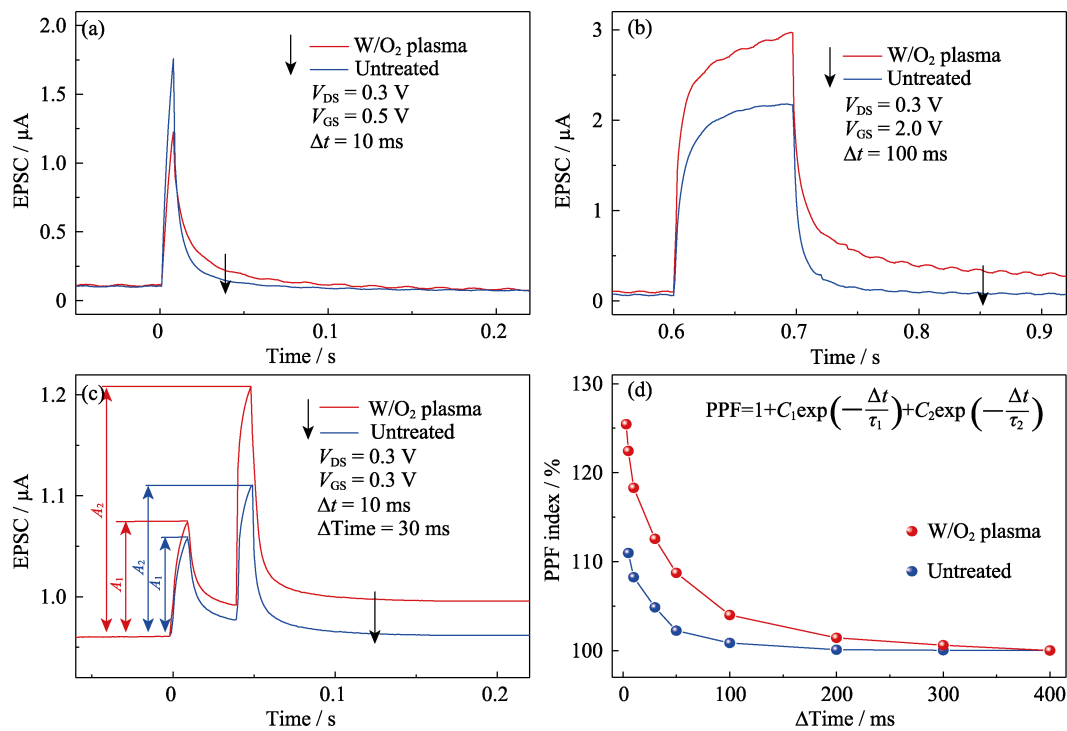 (a)
2.0
1.5
1.0
0.5
0
EPSC / μA
W/O₂ plasma
Untreated
V_DS = 0.3 V
V_GS = 0.5 V
Δt = 10 ms
0 0.1 0.2
Time / s
(b)
3
2
1
0
EPSC / μA
W/O₂ plasma
Untreated
V_DS = 0.3 V
V_GS = 2.0 V
Δt = 100 ms
0.6 0.7 0.8 0.9
Time / s
(c)
1.2
1.1
1.0
EPSC / μA
W/O₂ plasma
Untreated
V_DS = 0.3 V
V_GS = 0.3 V
Δt = 10 ms
ΔTime = 30 ms
A₂
A₁
A₂
A₁
0 0.1 0.2
Time / s
(d)
130
120
110
100
PPF index / %
PPF=1+C₁exp(−Δt/τ₁)+C₂exp(−Δt/τ₂)
W/O₂ plasma
Untreated
0 100 200 300 400
ΔTime / ms